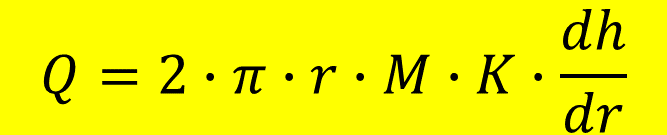 Q = 2 · π · r · M · K · dh/dr